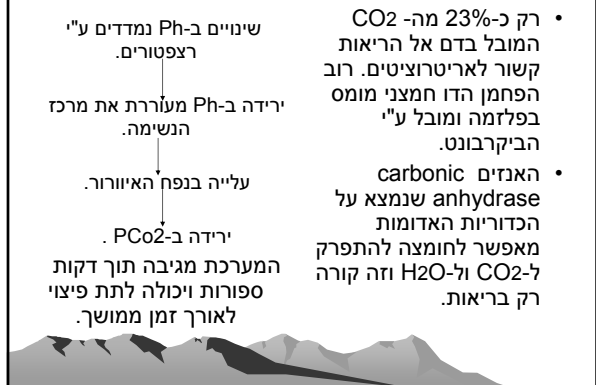 • רק כ-23% מה- CO2
המובל בדם אל הריאות
קשור לאריטרוציטים. רוב
הפחמן הדו חמצני מומס
בפלזמה ומובל ע"י
הביקרבונט.
• האנזים carbonic
anhydrase שנמצא על
הכדוריות האדומות
מאפשר לחומצה להתפרק
ל-CO2 ול-H2O וזה קורה
רק בריאות.
שינויים ב-Ph נמדדים ע"י
רצפטורים.
ירידה ב-Ph מעוררת את מרכז
הנשימה.
עלייה בנפח האיוורור.
ירידה ב-PCo2 .
המערכת מגיבה תוך דקות
ספורות ויכולה לתת פיצוי
לאורך זמן ממושך.